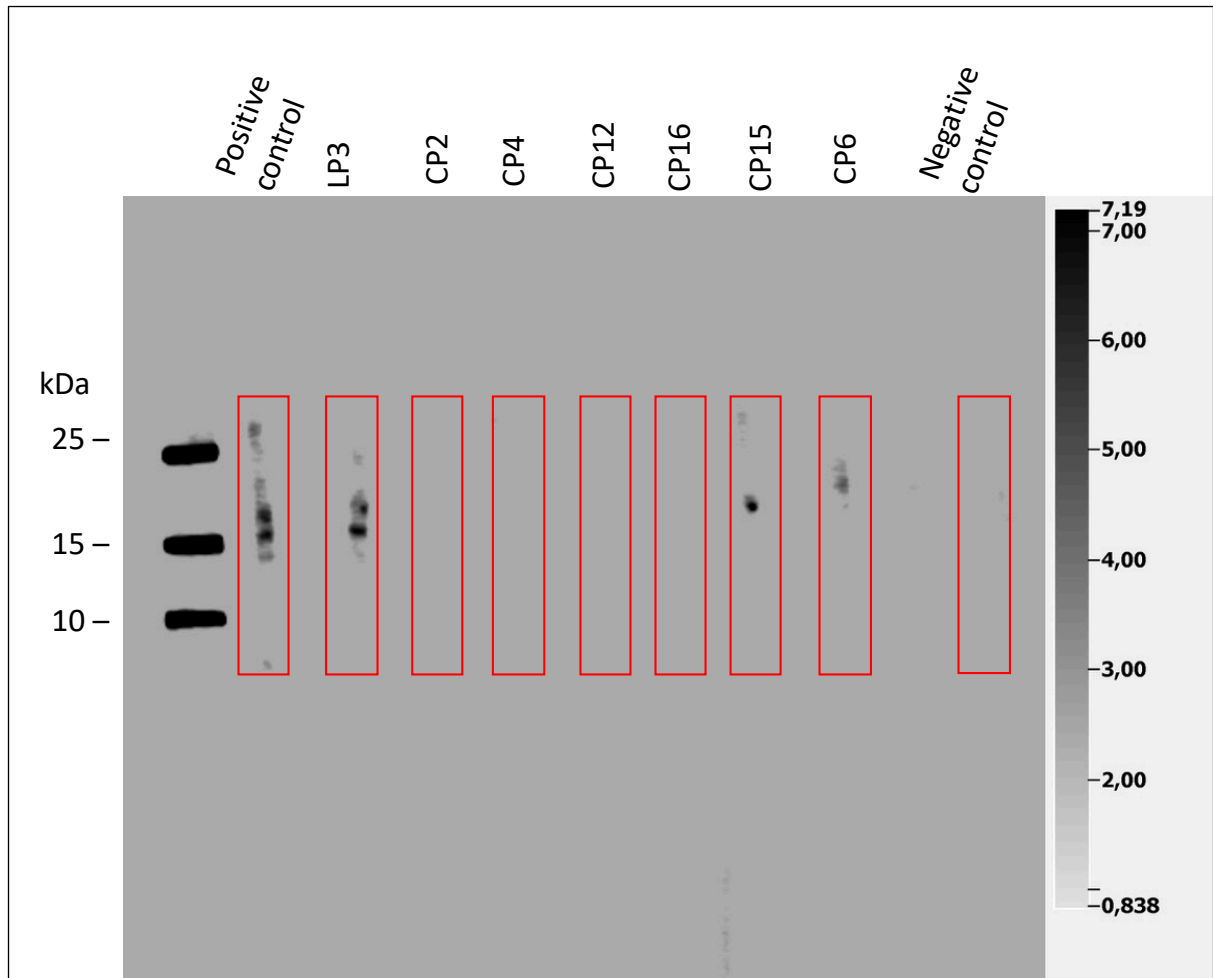 Positive
control
LP3
CP2
CP4
CP12
CP16
CP15
CP6
Negative
control
kDa
25 –
15 –
10 –
7,19
7,00
6,00
5,00
4,00
3,00
2,00
0,838